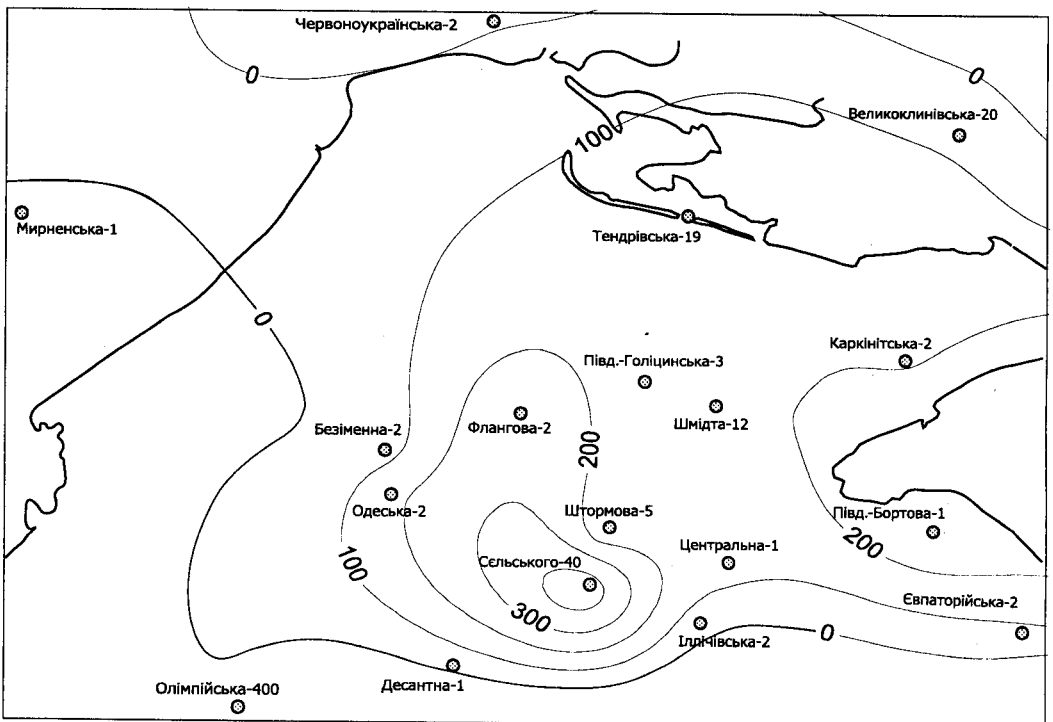 Червоноукраїнська-2
0
0
Великоклинівська-20
100
Мирненська-1
Тендрівська-19
0
Каркінітська-2
Півд.-Голіцинська-3
Безіменна-2
Флангова-2
Шмідта-12
200
Одеська-2
Штормова-5
Півд.-Бортова-1
200
Центральна-1
100
Сєльського-40
300
Євпаторійська-2
0
Іллічівська-2
Десантна-1
Олімпійська-400